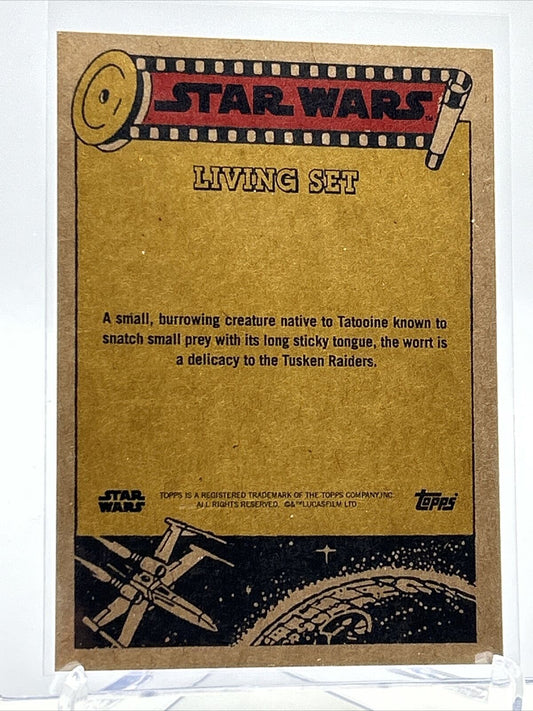 STAR WARS™
LIVING SET
A small, burrowing creature native to Tatooine known to
snatch small prey with its long sticky tongue, the worrt is
a delicacy to the Tusken Raiders.
STAR
WARS
TOPPS IS A REGISTERED TRADEMARK OF THE TOPPS COMPANY, INC.
ALL RIGHTS RESERVED. ©&™LUCASFILM LTD
topps